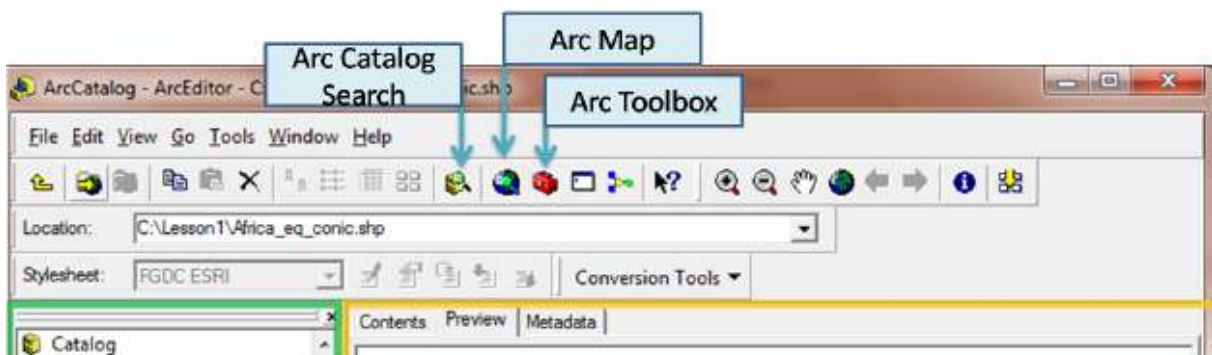 Arc Map
Arc Catalog
Search
Arc Toolbox
ArcCatalog - ArcEditor - C
ic.shp
File Edit View Go Tools Window Help
Location: C:\Lesson1\Africa_eq_conic.shp
Stylesheet: FGDC ESRI
Conversion Tools
Contents Preview Metadata
Catalog